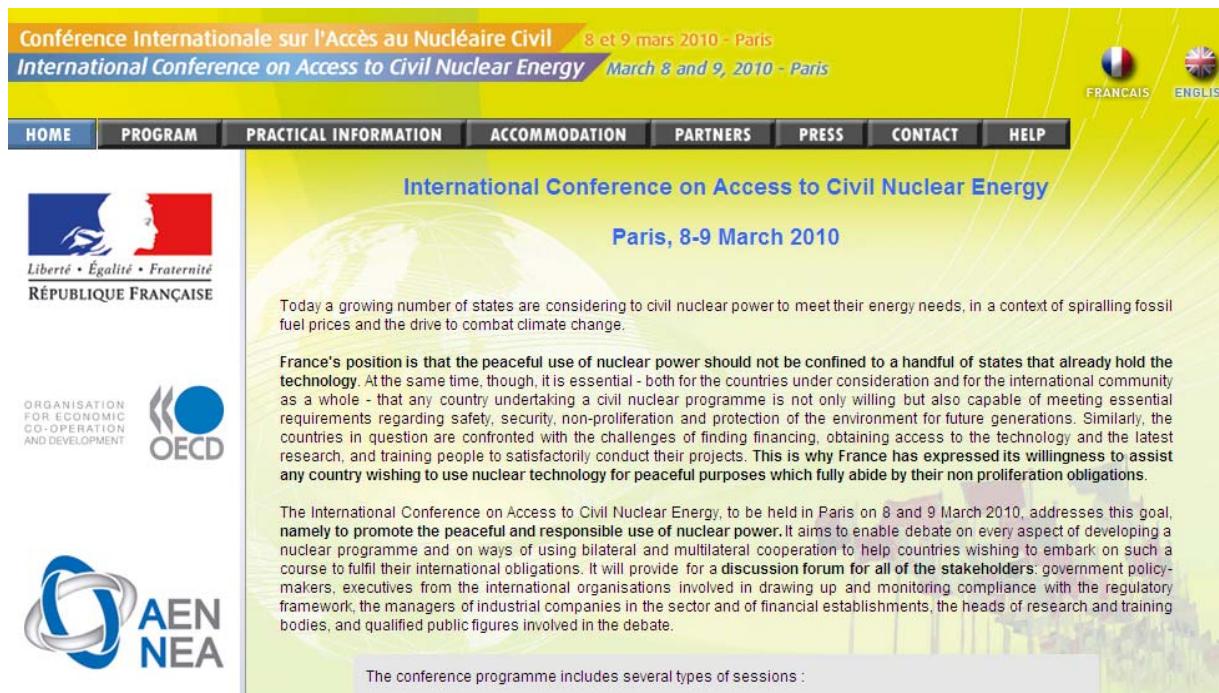 Conférence Internationale sur l'Accès au Nucléaire Civil 8 et 9 mars 2010 - Paris
International Conference on Access to Civil Nuclear Energy March 8 and 9, 2010 - Paris
FRANCAIS ENGLIS
HOME PROGRAM PRACTICAL INFORMATION ACCOMMODATION PARTNERS PRESS CONTACT HELP
Liberté • Égalité • Fraternité
RÉPUBLIQUE FRANÇAISE
ORGANISATION
FOR ECONOMIC
CO-OPERATION
AND DEVELOPMENT
OECD
AEN
NEA
International Conference on Access to Civil Nuclear Energy
Paris, 8-9 March 2010
Today a growing number of states are considering to civil nuclear power to meet their energy needs, in a context of spiralling fossil
fuel prices and the drive to combat climate change.
France's position is that the peaceful use of nuclear power should not be confined to a handful of states that already hold the
technology. At the same time, though, it is essential - both for the countries under consideration and for the international community
as a whole - that any country undertaking a civil nuclear programme is not only willing but also capable of meeting essential
requirements regarding safety, security, non-proliferation and protection of the environment for future generations. Similarly, the
countries in question are confronted with the challenges of finding financing, obtaining access to the technology and the latest
research, and training people to satisfactorily conduct their projects. This is why France has expressed its willingness to assist
any country wishing to use nuclear technology for peaceful purposes which fully abide by their non proliferation obligations.
The International Conference on Access to Civil Nuclear Energy, to be held in Paris on 8 and 9 March 2010, addresses this goal,
namely to promote the peaceful and responsible use of nuclear power. It aims to enable debate on every aspect of developing a
nuclear programme and on ways of using bilateral and multilateral cooperation to help countries wishing to embark on such a
course to fulfil their international obligations. It will provide for a discussion forum for all of the stakeholders: government policy-
makers, executives from the international organisations involved in drawing up and monitoring compliance with the regulatory
framework, the managers of industrial companies in the sector and of financial establishments, the heads of research and training
bodies, and qualified public figures involved in the debate.
The conference programme includes several types of sessions :